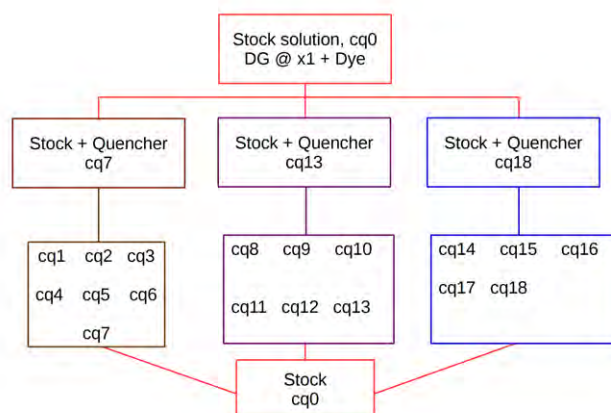 Stock solution, cq0
DG @ x1 + Dye
Stock + Quencher
cq7
Stock + Quencher
cq13
Stock + Quencher
cq18
cq1 cq2 cq3
cq4 cq5 cq6
cq7
cq8 cq9 cq10
cq11 cq12 cq13
cq14 cq15 cq16
cq17 cq18
Stock
cq0